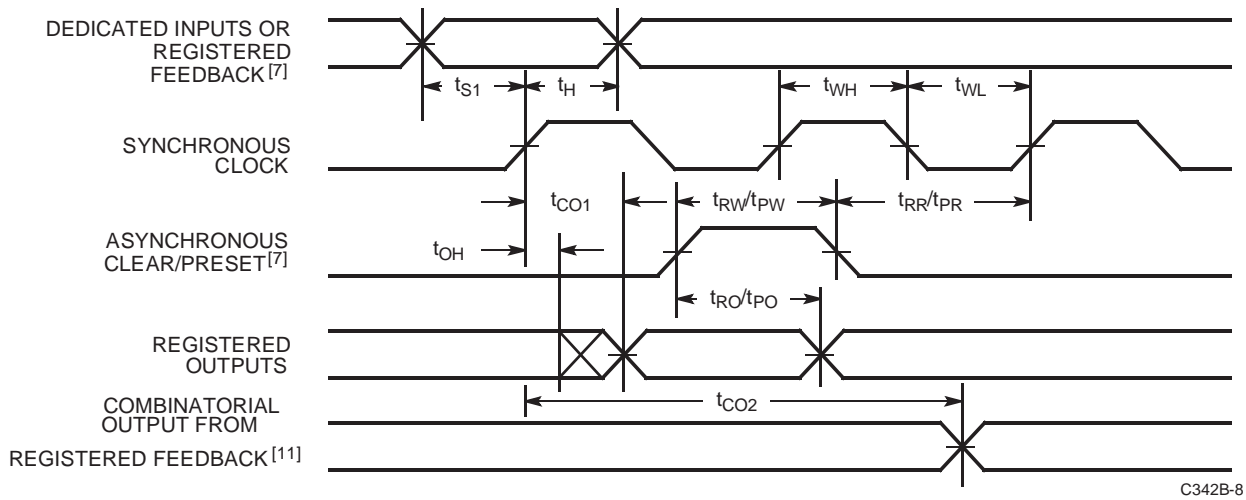 DEDICATED INPUTS OR
REGISTERED
FEEDBACK[7]
tS1
tH
tWH
tWL
SYNCHRONOUS
CLOCK
tCO1
tRW/tPW
tRR/tPR
ASYNCHRONOUS
CLEAR/PRESET[7]
tOH
tRO/tPO
REGISTERED
OUTPUTS
COMBINATORIAL
OUTPUT FROM
REGISTERED FEEDBACK[11]
tCO2
C342B-8